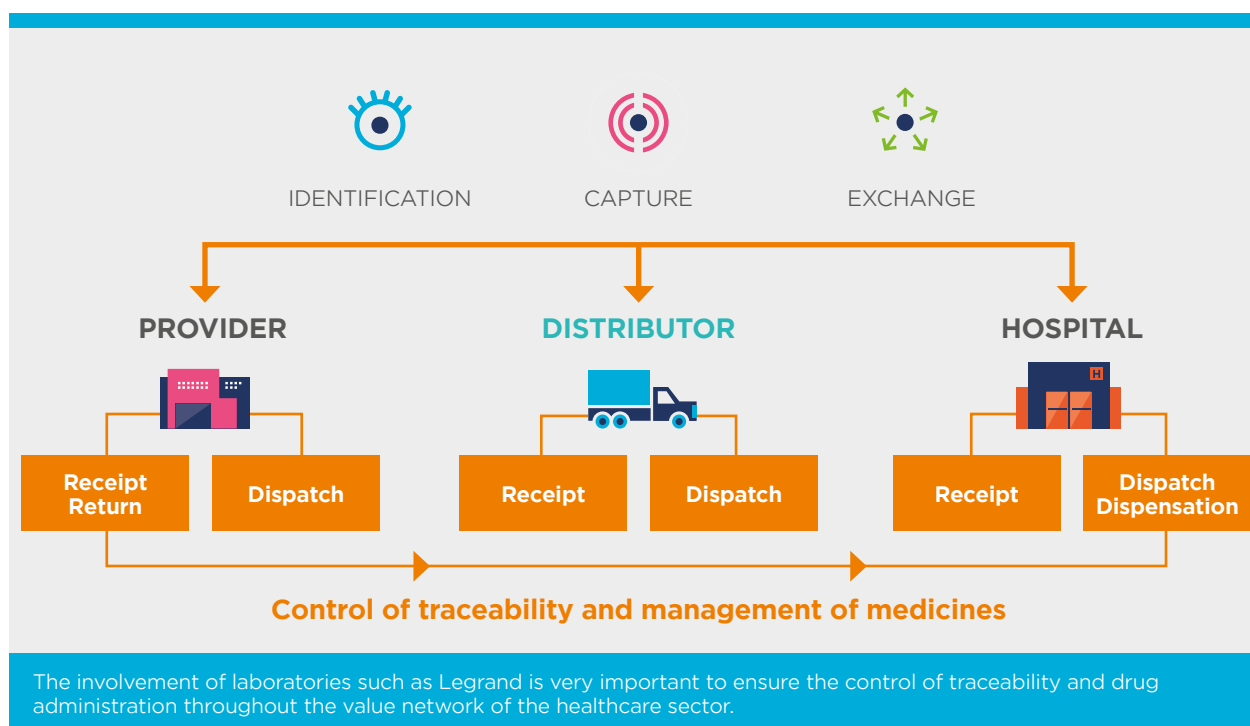 IDENTIFICATION
CAPTURE
EXCHANGE
PROVIDER
DISTRIBUTOR
HOSPITAL
H
Receipt
Return
Dispatch
Receipt
Dispatch
Receipt
Dispatch
Dispensation
Control of traceability and management of medicines
The involvement of laboratories such as Legrand is very important to ensure the control of traceability and drug
administration throughout the value network of the healthcare sector.